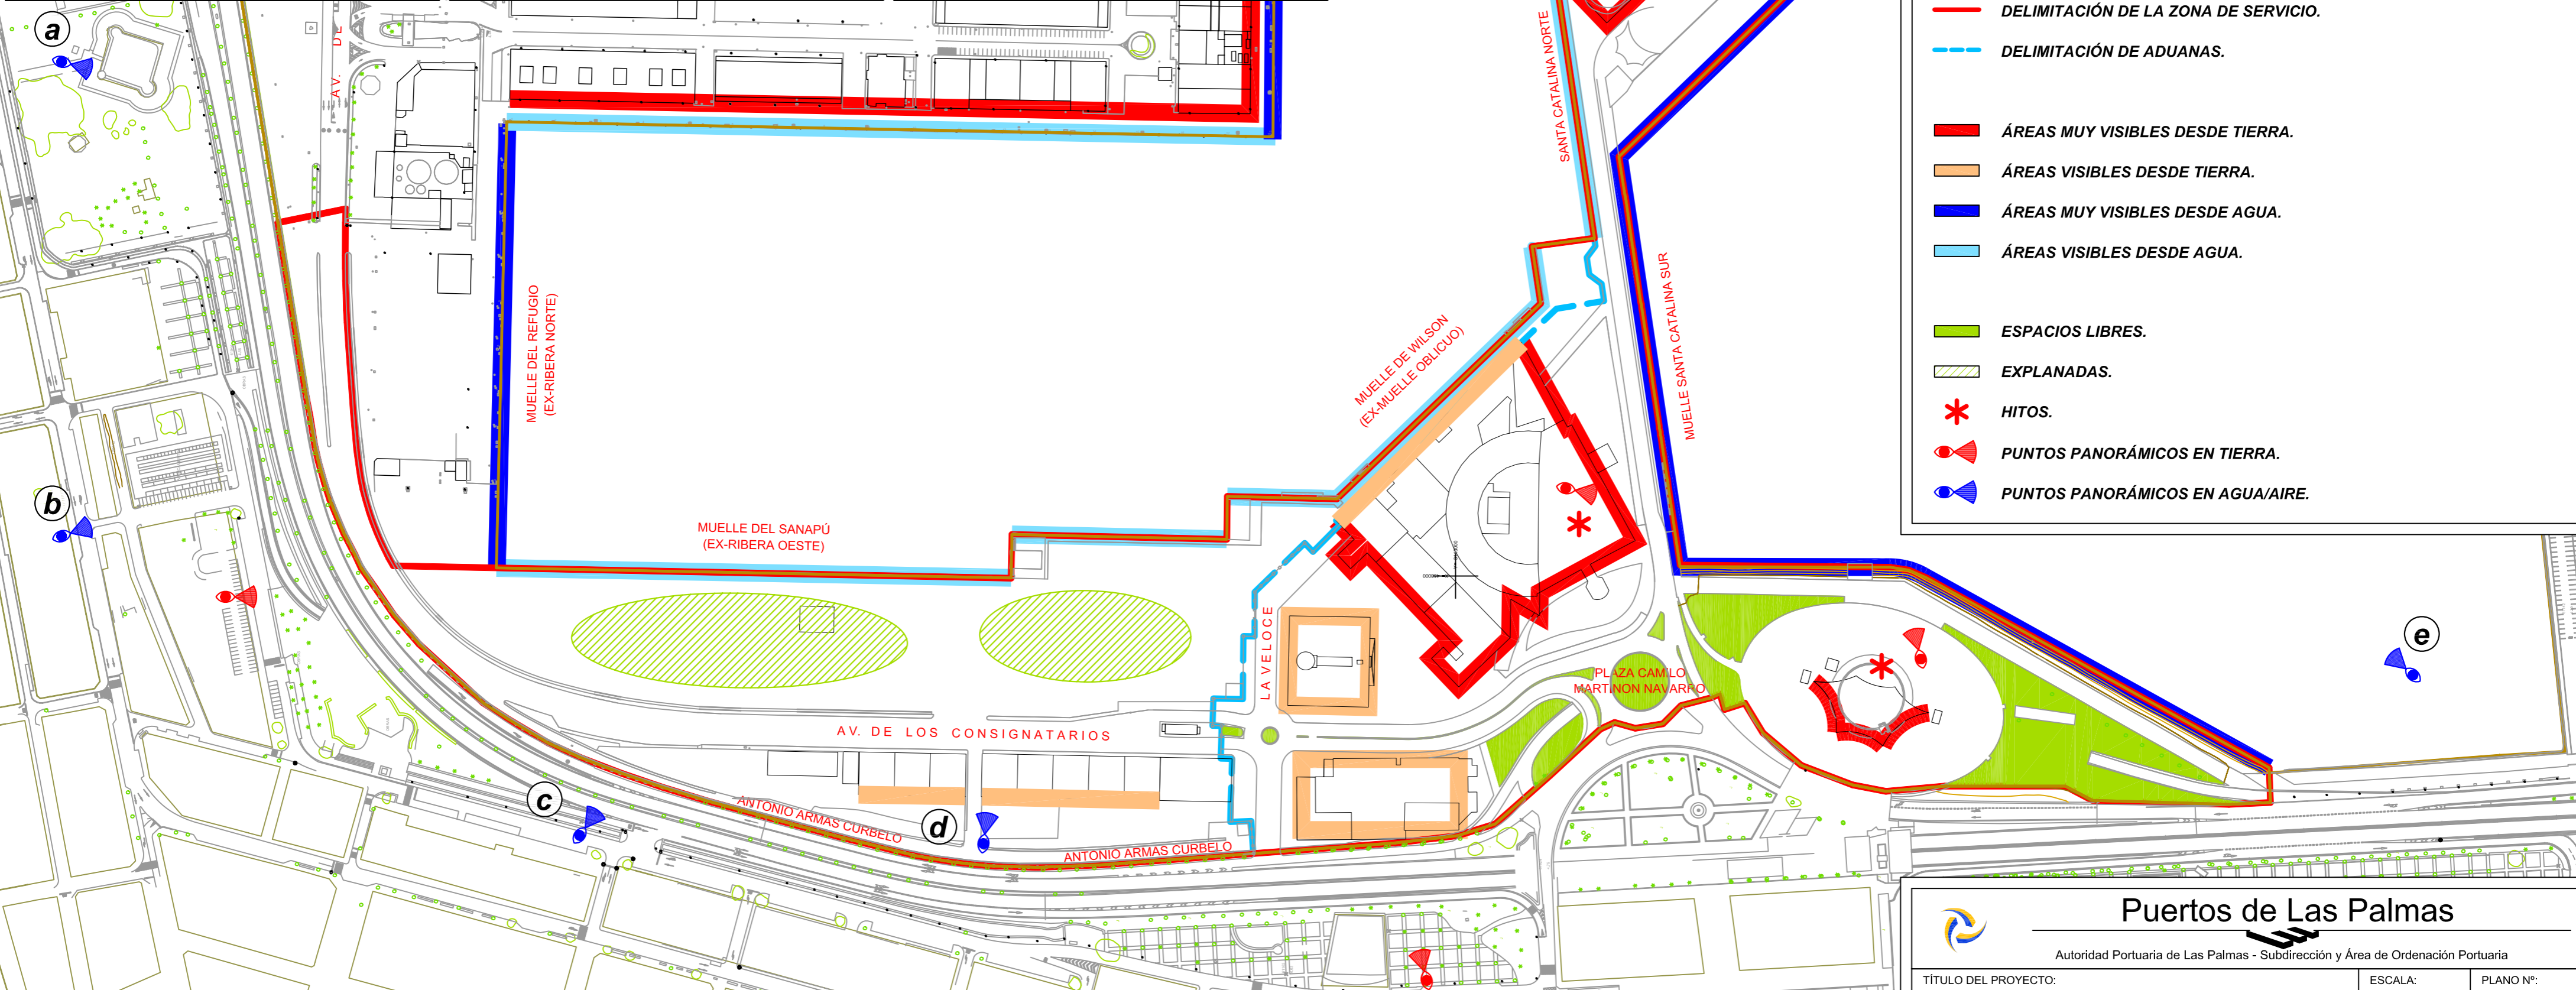 a
AV. DE
SANTA CATALINA NORTE
DELIMITACIÓN DE LA ZONA DE SERVICIO.
DELIMITACIÓN DE ADUANAS.
ÁREAS MUY VISIBLES DESDE TIERRA.
ÁREAS VISIBLES DESDE TIERRA.
ÁREAS MUY VISIBLES DESDE AGUA.
ÁREAS VISIBLES DESDE AGUA.
ESPACIOS LIBRES.
EXPLANADAS.
HITOS.
PUNTOS PANORÁMICOS EN TIERRA.
PUNTOS PANORÁMICOS EN AGUA/AIRE.
MUELLE DEL REFUGIO
(EX-RIBERA NORTE)
MUELLE DE WILSON
(EX-MUELLE OBLICUO)
MUELLE SANTA CATALINA SUR
b
MUELLE DEL SANAPÚ
(EX-RIBERA OESTE)
LA VELOCE
PLAZA CAMILO
MARTINON NAVARRO
e
AV. DE LOS CONSIGNATARIOS
c
ANTONIO ARMAS CURBELO
d
ANTONIO ARMAS CURBELO
Puertos de Las Palmas
Autoridad Portuaria de Las Palmas - Subdirección y Área de Ordenación Portuaria
TÍTULO DEL PROYECTO:
ESCALA:
PLANO Nº: